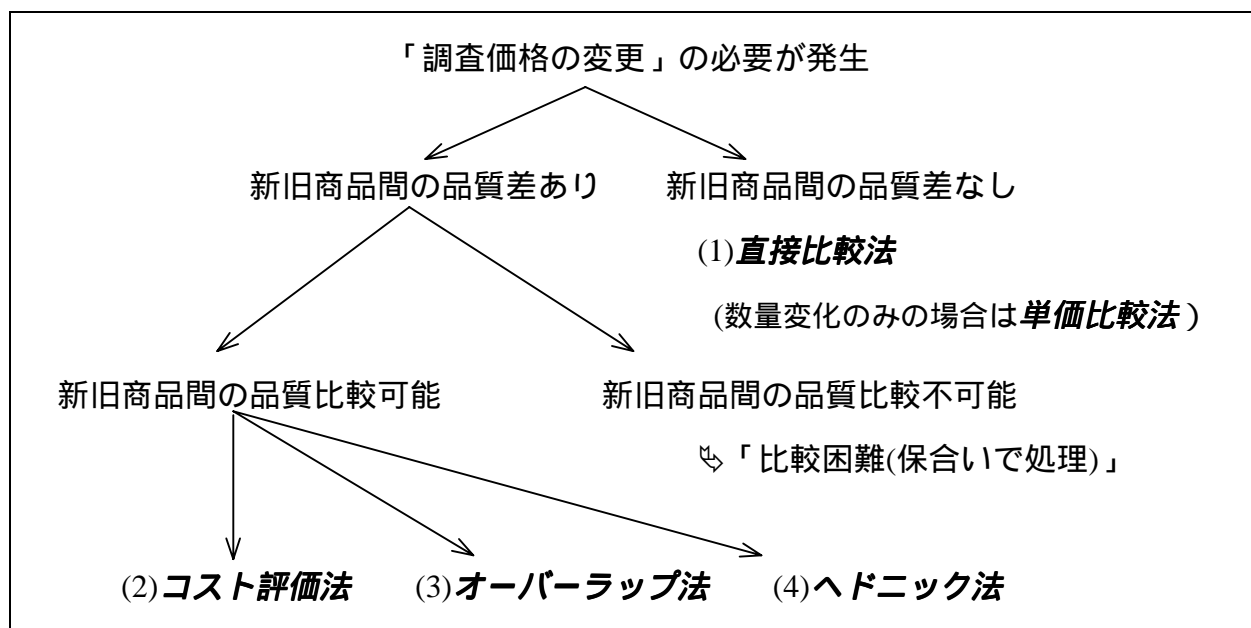 「調査価格の変更」の必要が発生
新旧商品間の品質差あり 新旧商品間の品質差なし
(1)直接比較法
(数量変化のみの場合は単価比較法)
新旧商品間の品質比較可能 新旧商品間の品質比較不可能
「比較困難(保合いで処理)」
(2)コスト評価法 (3)オーバーラップ法 (4)ヘドニック法